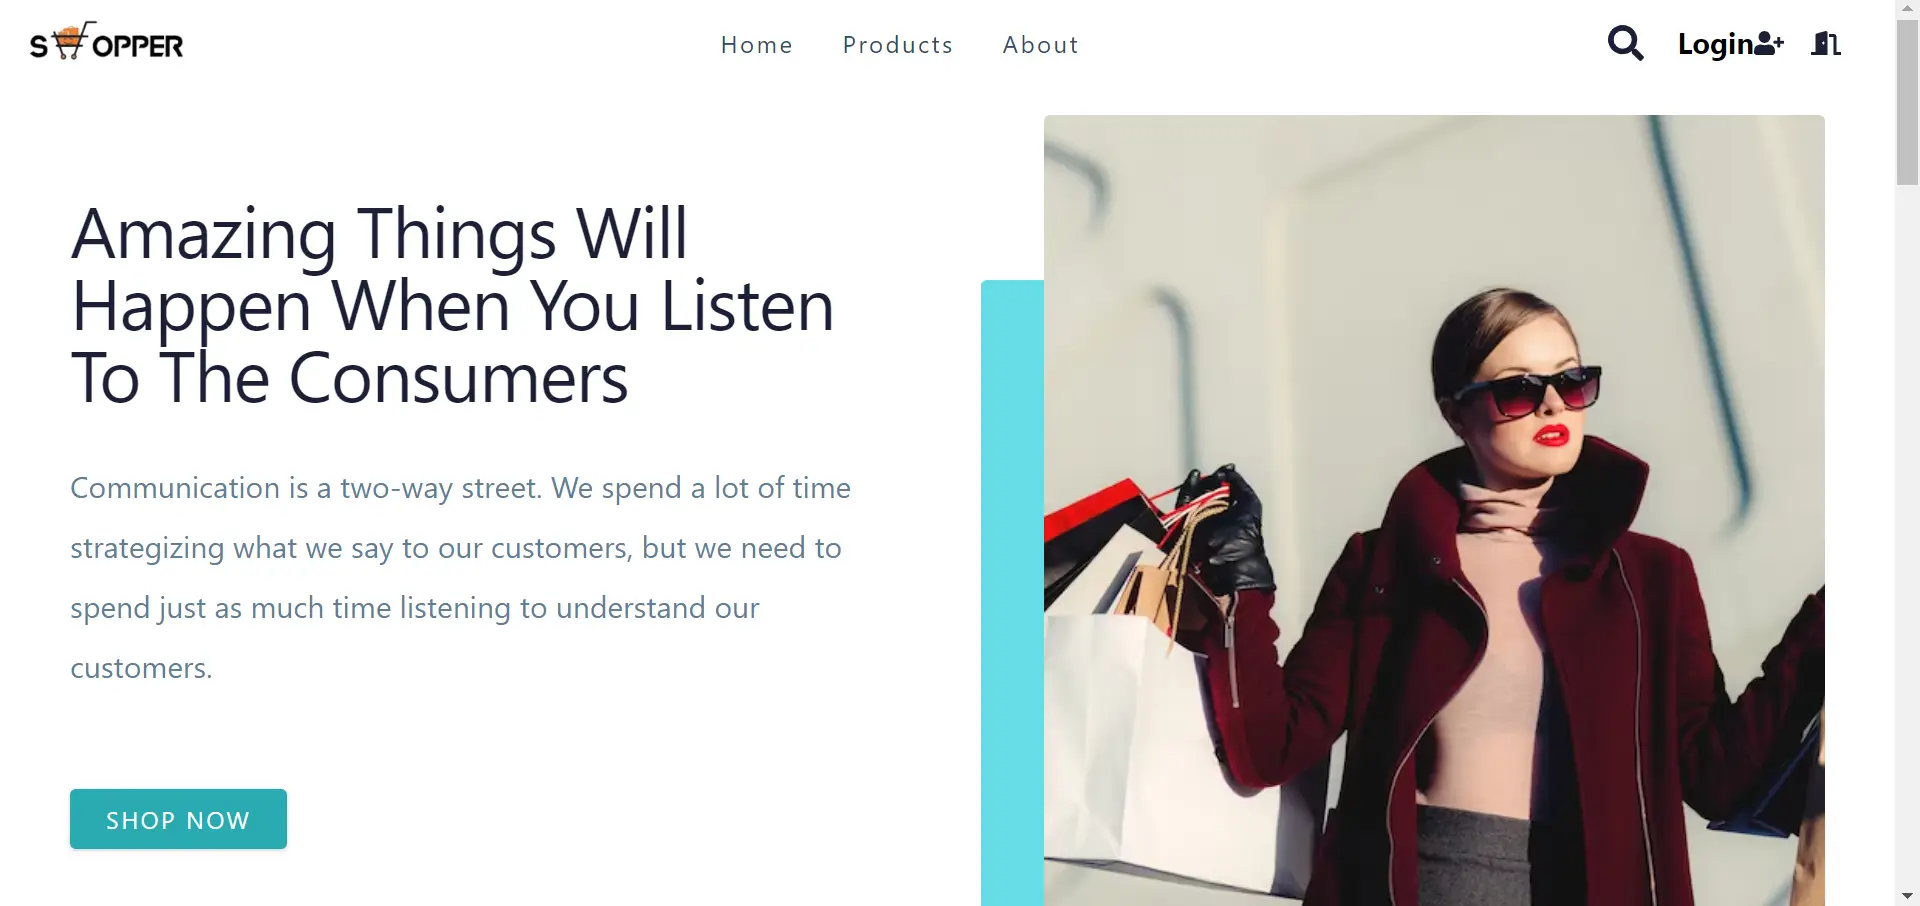 SHOPPER
Home Products About
Login
Amazing Things Will
Happen When You Listen
To The Consumers
Communication is a two-way street. We spend a lot of time
strategizing what we say to our customers, but we need to
spend just as much time listening to understand our
customers.
SHOP NOW